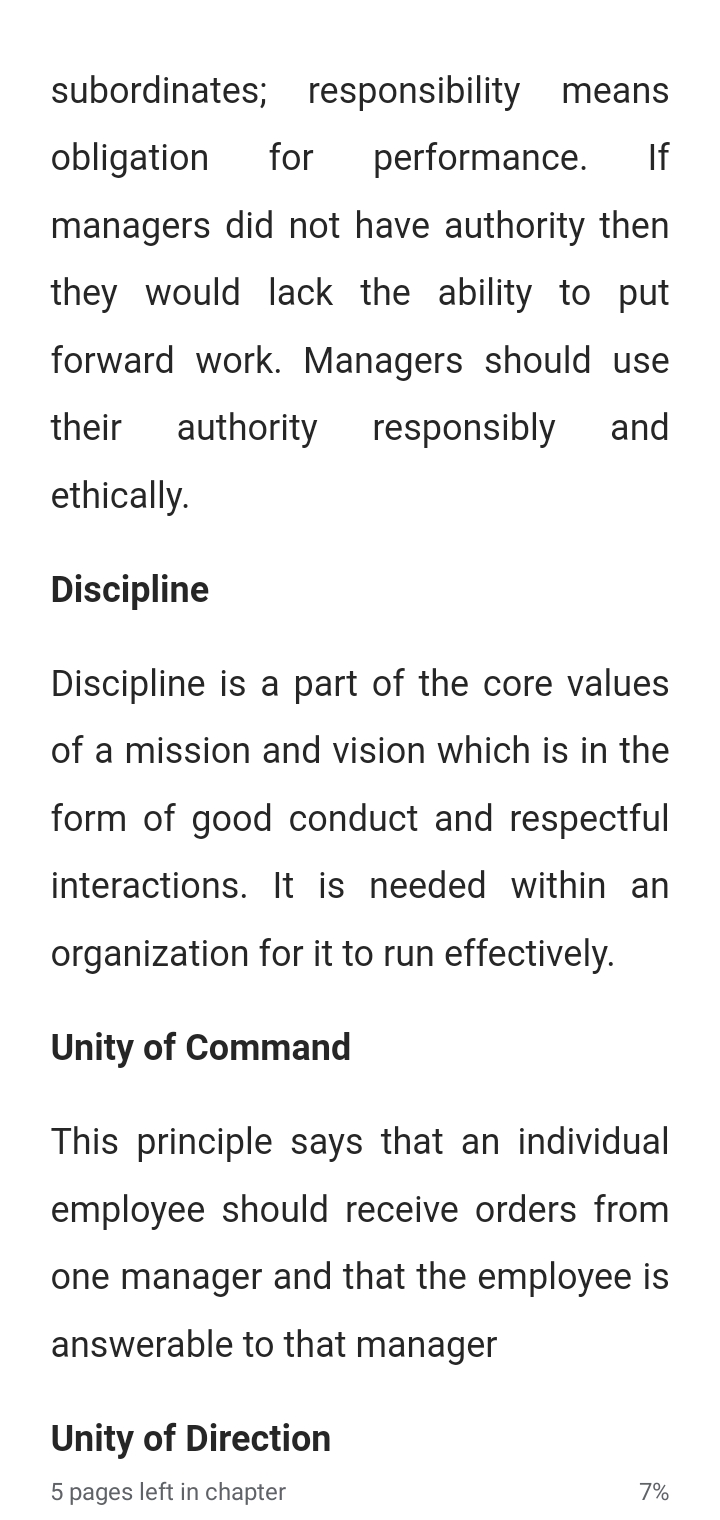 subordinates; responsibility means
obligation for performance. If
managers did not have authority then
they would lack the ability to put
forward work. Managers should use
their authority responsibly and
ethically.
Discipline
Discipline is a part of the core values
of a mission and vision which is in the
form of good conduct and respectful
interactions. It is needed within an
organization for it to run effectively.
Unity of Command
This principle says that an individual
employee should receive orders from
one manager and that the employee is
answerable to that manager
Unity of Direction
5 pages left in chapter 7%